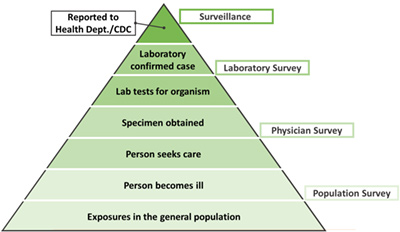 Reported to
Health Dept./CDC
Surveillance
Laboratory
confirmed case
Laboratory Survey
Lab tests for organism
Specimen obtained
Physician Survey
Person seeks care
Person becomes ill
Population Survey
Exposures in the general population